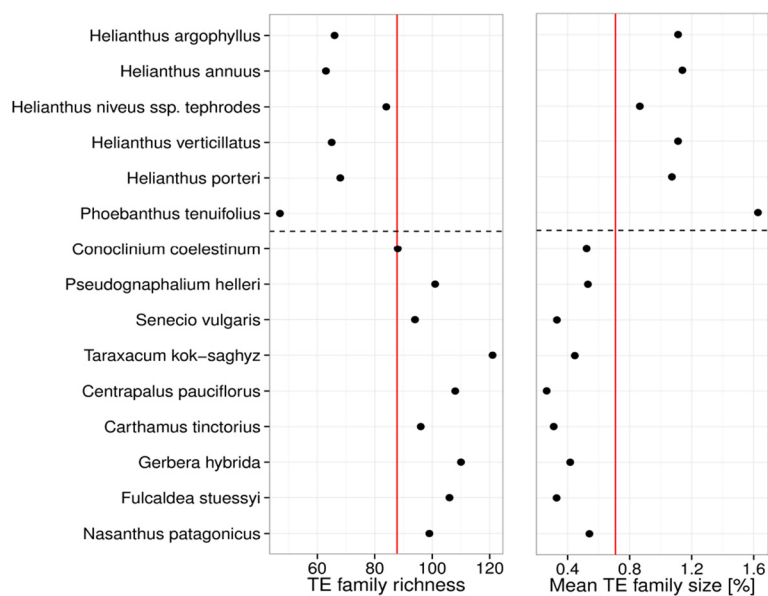 Helianthus argophyllus
Helianthus annuus
Helianthus niveus ssp. tephrodes
Helianthus verticillatus
Helianthus porteri
Phoebanthus tenuifolius
Conoclinium coelestinum
Pseudognaphalium helleri
Senecio vulgaris
Taraxacum kok−saghyz
Centrapalus pauciflorus
Carthamus tinctorius
Gerbera hybrida
Fulcaldea stuessyi
Nasanthus patagonicus
60 80 100 120
TE family richness
0.4 0.8 1.2 1.6
Mean TE family size [%]